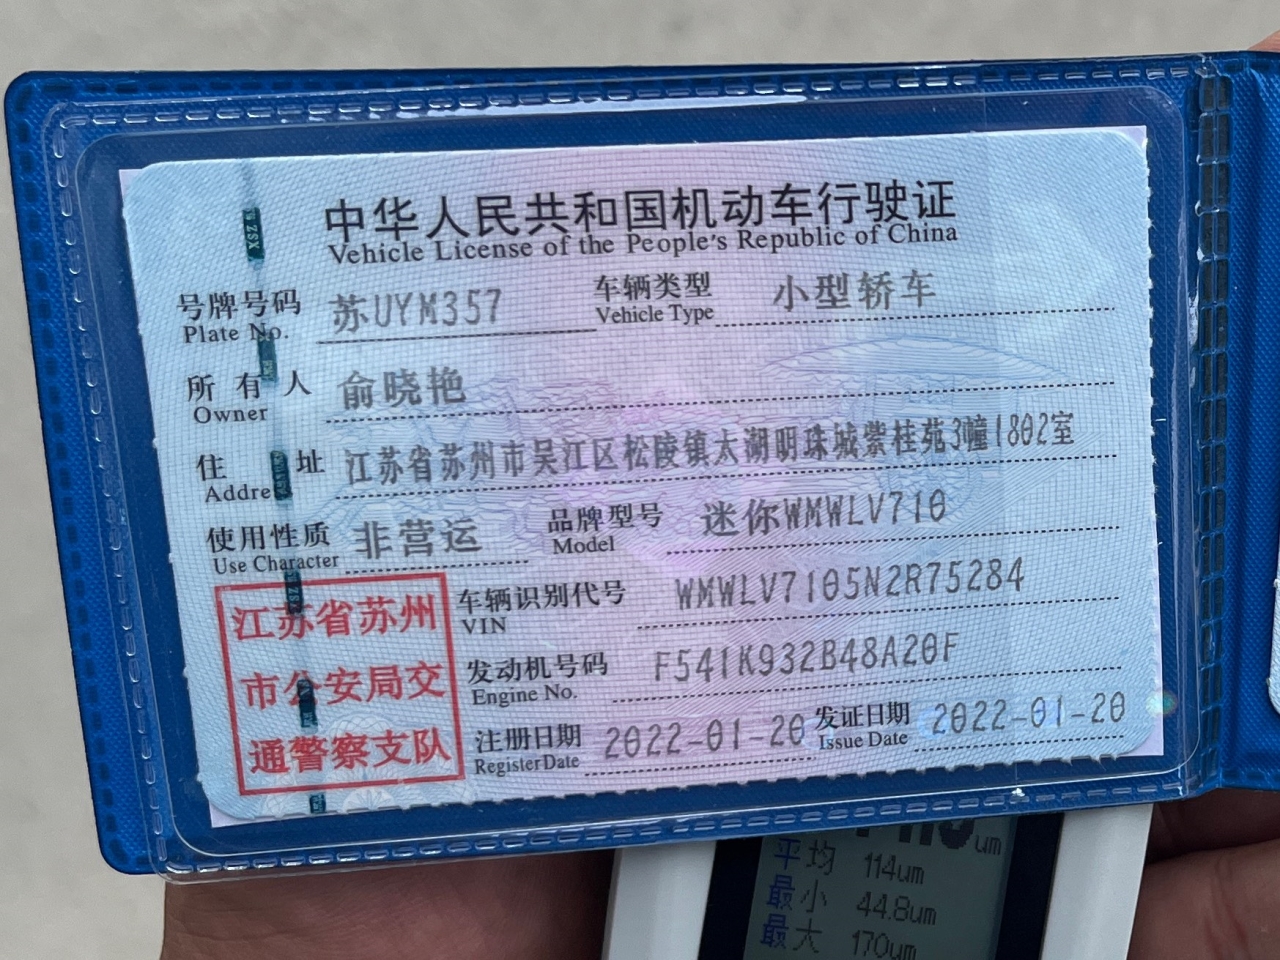 中华人民共和国机动车行驶证
Vehicle License of the People's Republic of China
号牌号码 苏UYM357 车辆类型 小型轿车
Plate No. Vehicle Type
所有人 俞晓艳
Owner
住址 江苏省苏州市吴江区松陵镇太湖明珠城紫桂苑3幢1802室
Addre
使用性质 非营运 品牌型号 迷你WMWLV710
Use Character Model
江苏省苏州
市公安局交
通警察支队
车辆识别代号 WMWLV7105N2R75284
VIN
发动机号码 F541K932B48A20F
Engine No.
注册日期 2022-01-20 发证日期 2022-01-20
Register Date Issue Date
um
平均 114um
最小 44.8um
最大 170um